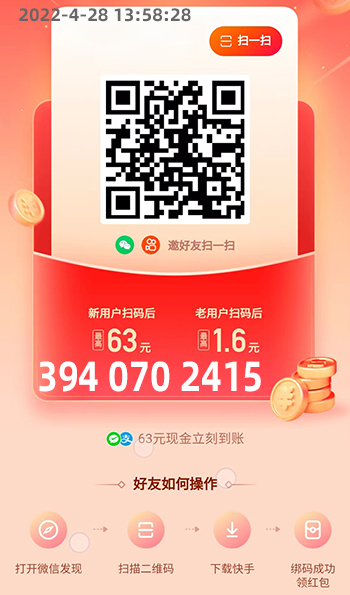 2022-4-28 13:58:28
扫一扫
邀好友扫一扫
新用户扫码后 老用户扫码后
最高 63 元 最高 1.6 元
394 070 2415
63元现金立刻到账
好友如何操作
打开微信发现 扫描二维码 下载快手 绑码成功
领红包